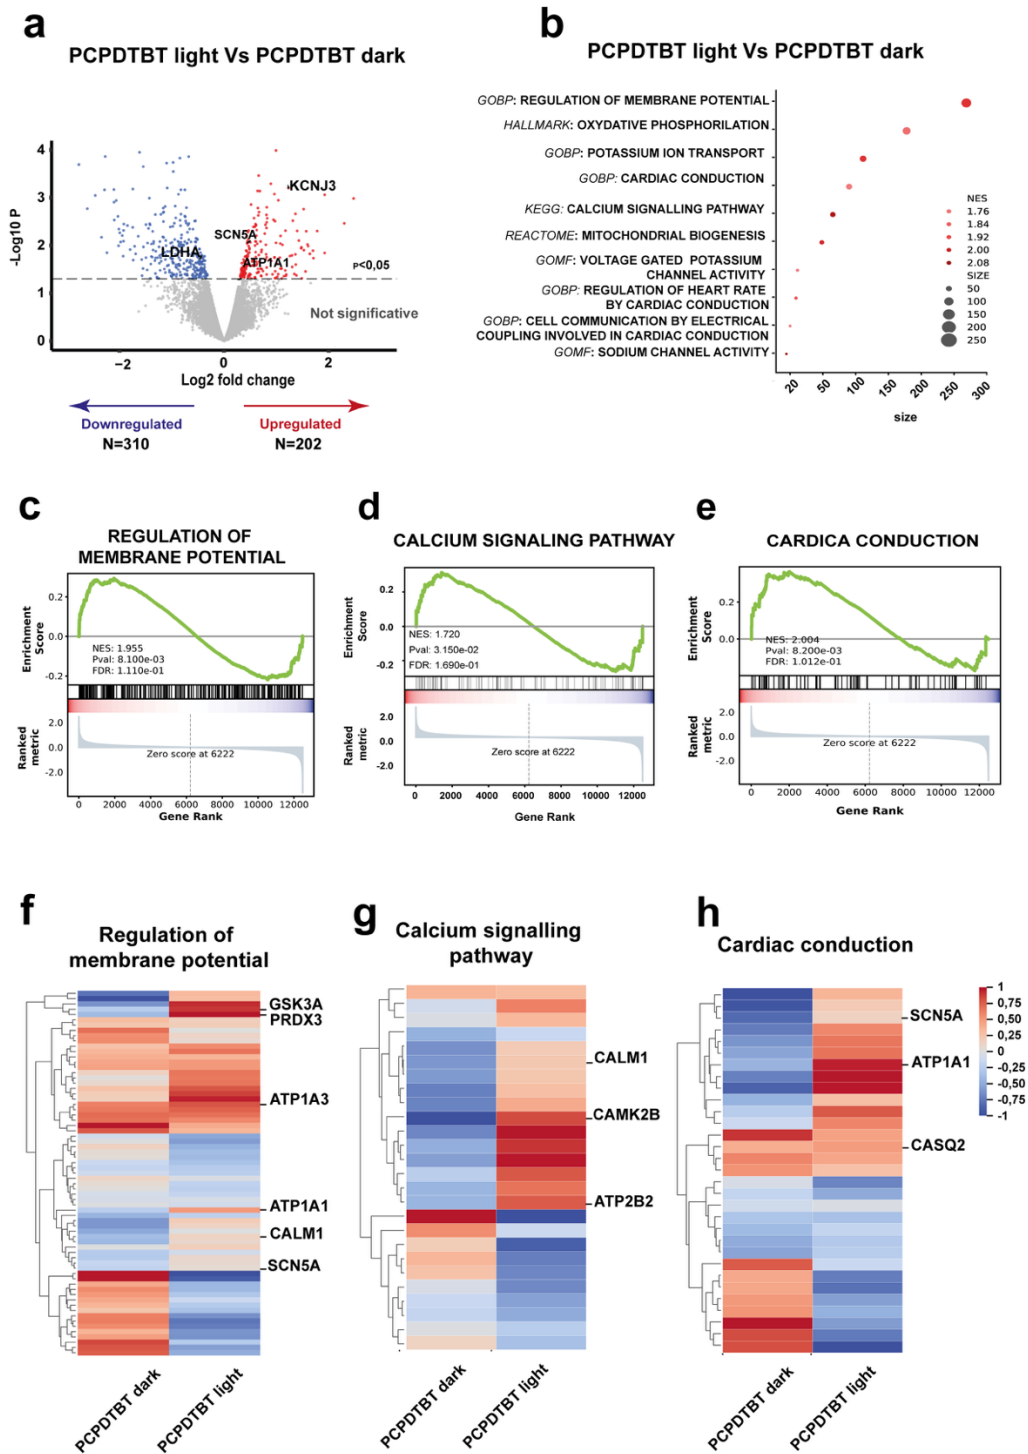 a
PCPDTBT light Vs PCPDTBT dark
4
3
2
1
0
-Log10 P
KCNJ3
SCN5A
LDHA
ATP1A1
P<0,05
Not significative
−2
0
2
Log2 fold change
Downregulated
N=310
Upregulated
N=202
b
PCPDTBT light Vs PCPDTBT dark
GOBP: REGULATION OF MEMBRANE POTENTIAL
HALLMARK: OXYDATIVE PHOSPHORILATION
GOBP: POTASSIUM ION TRANSPORT
GOBP: CARDIAC CONDUCTION
KEGG: CALCIUM SIGNALLING PATHWAY
REACTOME: MITOCHONDRIAL BIOGENESIS
GOMF: VOLTAGE GATED POTASSIUM
CHANNEL ACTIVITY
GOBP: REGULATION OF HEART RATE
BY CARDIAC CONDUCTION
GOBP: CELL COMMUNICATION BY ELECTRICAL
COUPLING INVOLVED IN CARDIAC CONDUCTION
GOMF: SODIUM CHANNEL ACTIVITY
NES
1.76
1.84
1.92
2.00
2.08
SIZE
50
100
150
200
250
20
50
100
150
200
250
300
size
c
REGULATION OF
MEMBRANE POTENTIAL
Enrichment
Score
0.2
0.0
-0.2
NES: 1.955
Pval: 8.100e-03
FDR: 1.110e-01
Ranked
metric
2.0
0.0
-2.0
Zero score at 6222
0 2000 4000 6000 8000 10000 12000
Gene Rank
d
CALCIUM SIGNALING PATHWAY
Enrichment
Score
0.2
0.0
-0.2
NES: 1.720
Pval: 3.150e-02
FDR: 1.690e-01
Ranked
metric
2.0
0.0
-2.0
Zero score at 6222
0 2000 4000 6000 8000 10000 12000
Gene Rank
e
CARDICA CONDUCTION
Enrichment
Score
0.2
0.0
-0.2
NES: 2.004
Pval: 8.200e-03
FDR: 1.012e-01
Ranked
metric
2.0
0.0
-2.0
Zero score at 6222
0 2000 4000 6000 8000 10000 12000
Gene Rank
f
Regulation of
membrane potential
GSK3A
PRDX3
ATP1A3
ATP1A1
CALM1
SCN5A
PCPDTBT dark
PCPDTBT light
g
Calcium signalling
pathway
CALM1
CAMK2B
ATP2B2
PCPDTBT dark
PCPDTBT light
h
Cardiac conduction
SCN5A
ATP1A1
CASQ2
PCPDTBT dark
PCPDTBT light
1
0,75
0,5
0,25
0
-0,25
-0,5
0,75
-1